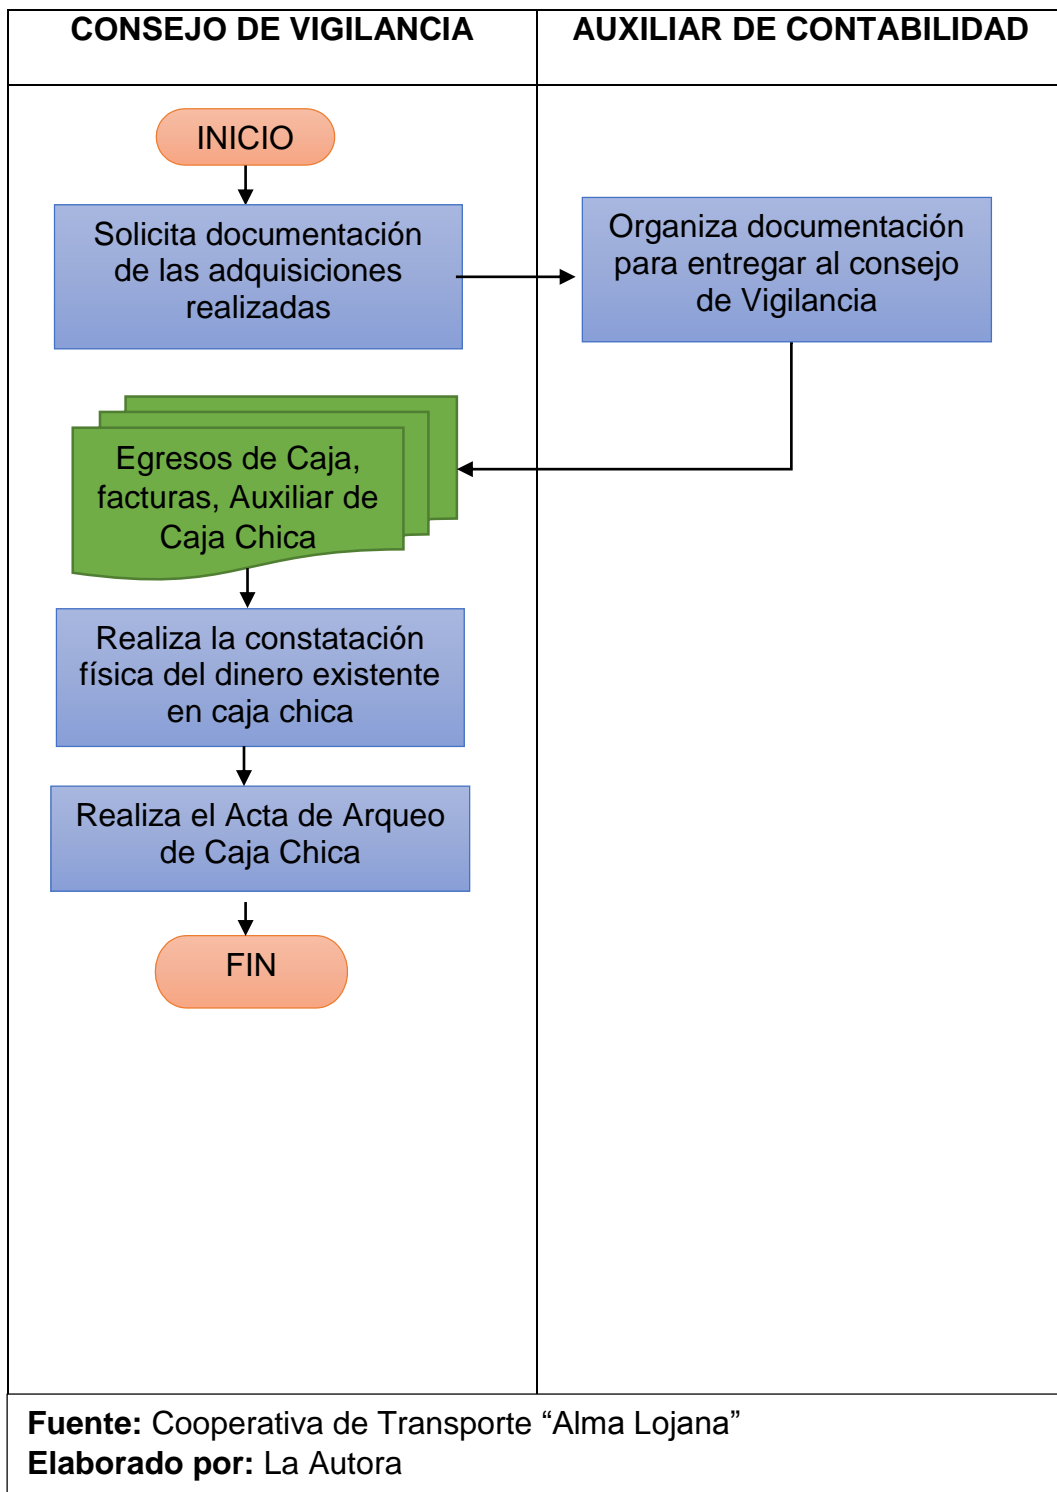 CONSEJO DE VIGILANCIA
AUXILIAR DE CONTABILIDAD
INICIO
Solicita documentación
de las adquisiciones
realizadas
Organiza documentación
para entregar al consejo
de Vigilancia
Egresos de Caja,
facturas, Auxiliar de
Caja Chica
Realiza la constatación
física del dinero existente
en caja chica
Realiza el Acta de Arqueo
de Caja Chica
FIN
Fuente: Cooperativa de Transporte “Alma Lojana”
Elaborado por: La Autora